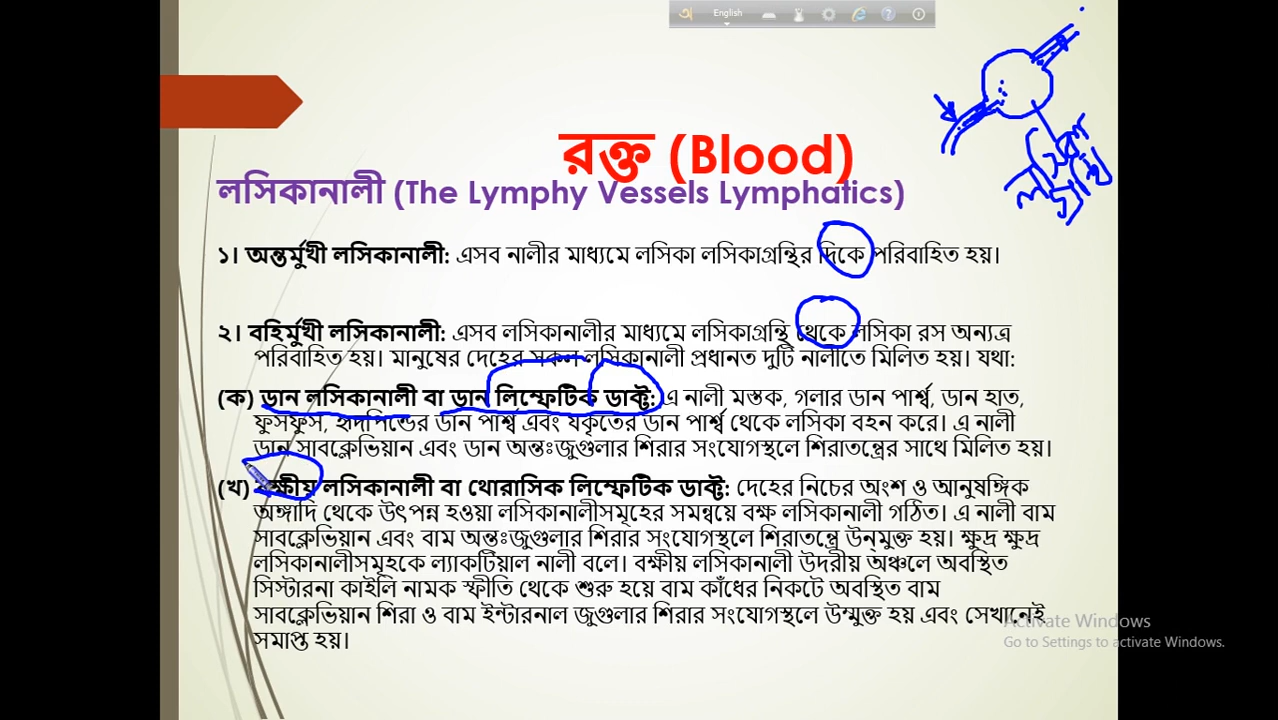 English
রক্ত (Blood)
লসিকানালী (The Lymphy Vessels Lymphatics)
১। অন্তর্মুখী লসিকানালী: এসব নালীর মাধ্যমে লসিকা লসিকাগ্রন্থির দিকে পরিবাহিত হয়।
২। বহির্মুখী লসিকানালী: এসব লসিকানালীর মাধ্যমে লসিকাগ্রন্থি থেকে লসিকা রস অন্যত্র
পরিবাহিত হয়। মানুষের দেহের সকল লসিকানালী প্রধানত দুটি নালীতে মিলিত হয়। যথা:
(ক) ডান লসিকানালী বা ডান লিম্ফেটিক ডাক্ট: এ নালী মস্তক, গলার ডান পার্শ্ব, ডান হাত,
ফুসফুস, হৃদপিন্ডের ডান পার্শ্ব এবং যকৃতের ডান পার্শ্ব থেকে লসিকা বহন করে। এ নালী
ডান সাবক্লেভিয়ান এবং ডান অন্তঃজুগুলার শিরার সংযোগস্থলে শিরাতন্ত্রের সাথে মিলিত হয়।
(খ) বক্ষীয় লসিকানালী বা থোরাসিক লিম্ফেটিক ডাক্ট: দেহের নিচের অংশ ও আনুষঙ্গিক
অঙ্গাদি থেকে উৎপন্ন হওয়া লসিকানালীসমূহের সমন্বয়ে বক্ষ লসিকানালী গঠিত। এ নালী বাম
সাবক্লেভিয়ান এবং বাম অন্তঃজুগুলার শিরার সংযোগস্থলে শিরাতন্ত্রে উন্মুক্ত হয়। ক্ষুদ্র ক্ষুদ্র
লসিকানালীসমূহকে ল্যাকটিয়াল নালী বলে। বক্ষীয় লসিকানালী উদরীয় অঞ্চলে অবস্থিত
সিস্টারনা কাইলি নামক স্ফীতি থেকে শুরু হয়ে বাম কাঁধের নিকটে অবস্থিত বাম
সাবক্লেভিয়ান শিরা ও বাম ইন্টারনাল জুগুলার শিরার সংযোগস্থলে উম্মুক্ত হয় এবং সেখানেই
সমাপ্ত হয়।
Activate Windows
Go to Settings to activate Windows.